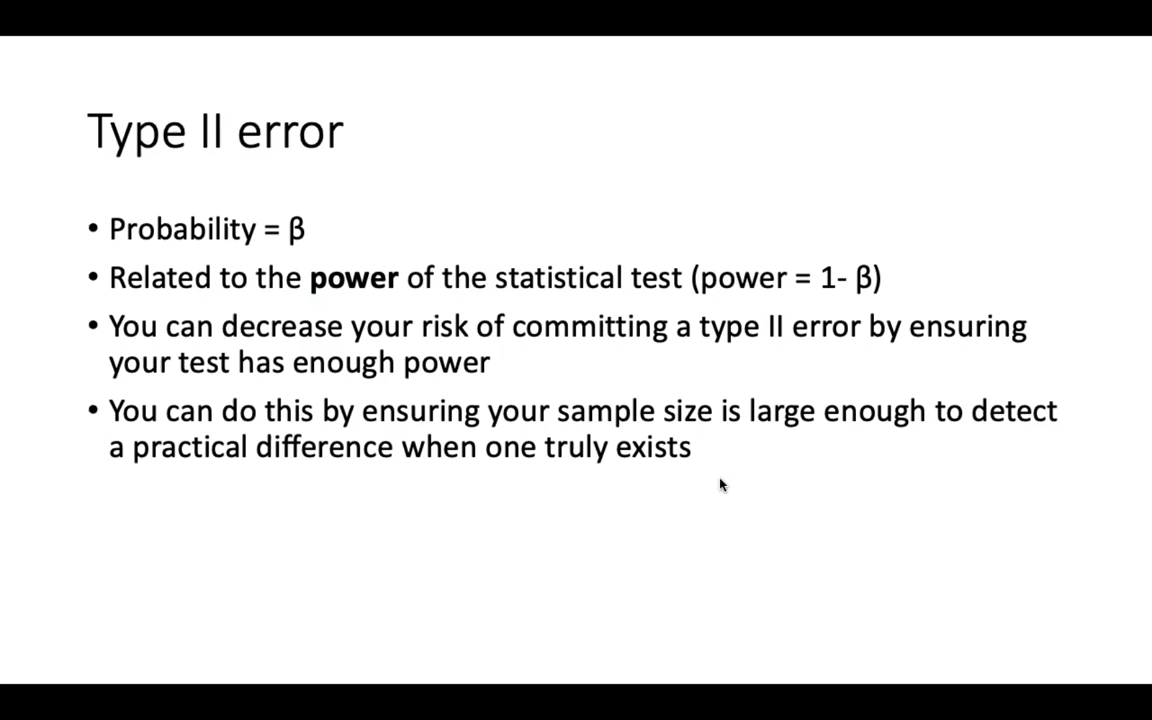 Type II error
• Probability = β
• Related to the power of the statistical test (power = 1- β)
• You can decrease your risk of committing a type II error by ensuring
your test has enough power
• You can do this by ensuring your sample size is large enough to detect
a practical difference when one truly exists